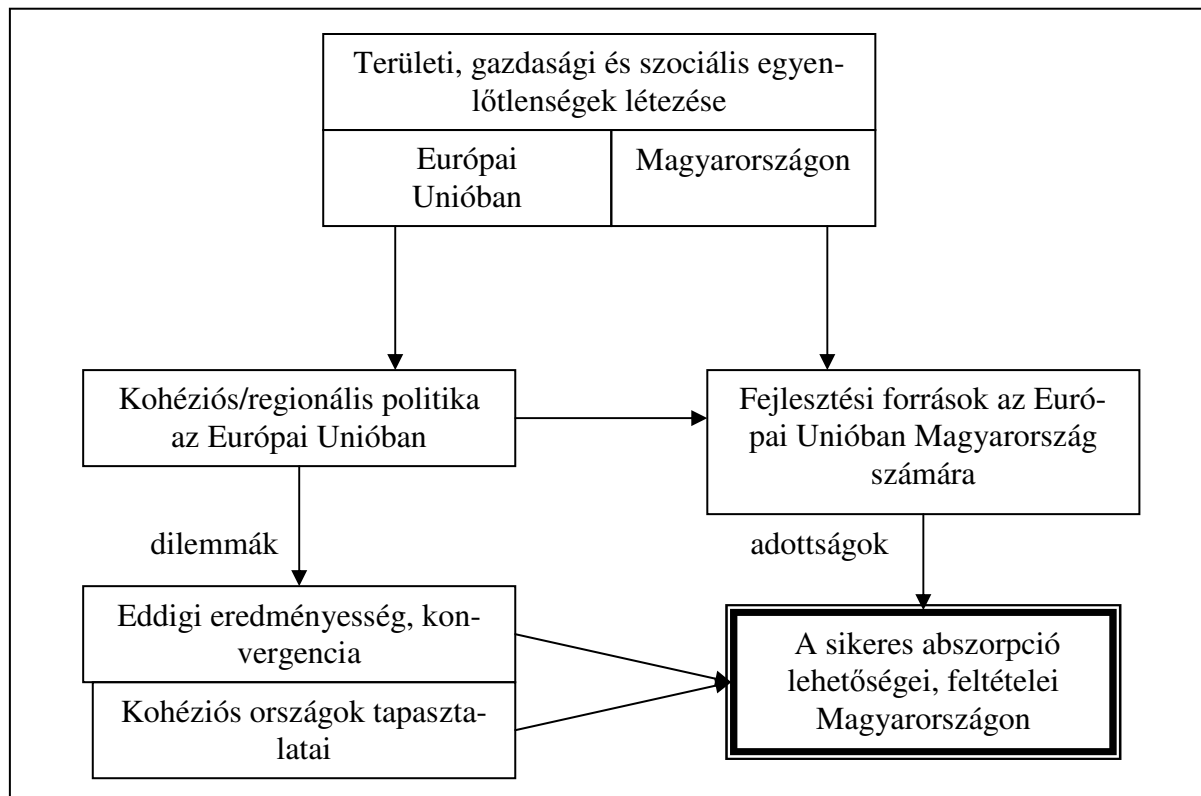 Területi, gazdasági és szociális egyen-
lőtlenségek létezése
Európai
Unióban
Magyarországon
Kohéziós/regionális politika
az Európai Unióban
Fejlesztési források az Euró-
pai Unióban Magyarország
számára
dilemmák
adottságok
Eddigi eredményesség, kon-
vergencia
Kohéziós országok tapaszta-
latai
A sikeres abszorpció
lehetőségei, feltételei
Magyarországon